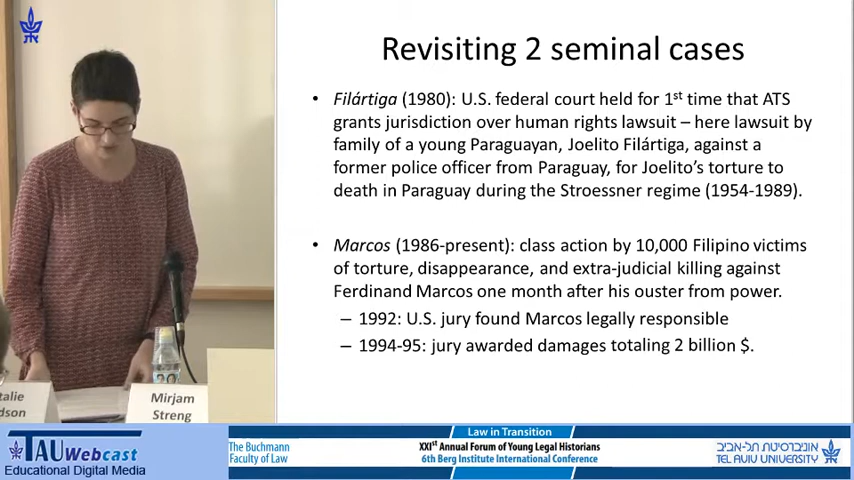 Revisiting 2 seminal cases
• Filártiga (1980): U.S. federal court held for 1st time that ATS
grants jurisdiction over human rights lawsuit – here lawsuit by
family of a young Paraguayan, Joelito Filártiga, against a
former police officer from Paraguay, for Joelito's torture to
death in Paraguay during the Stroessner regime (1954-1989).
• Marcos (1986-present): class action by 10,000 Filipino victims
of torture, disappearance, and extra-judicial killing against
Ferdinand Marcos one month after his ouster from power.
– 1992: U.S. jury found Marcos legally responsible
– 1994-95: jury awarded damages totaling 2 billion $.
talie
dson
Mirjam
Streng
TAU Webcast
Educational Digital Media
The Buchmann
Faculty of Law
Law in Transition
XXIst Annual Forum of Young Legal Historians
6th Berg Institute International Conference
אוניברסיטת תל-אביב
TEL AVIV UNIVERSITY